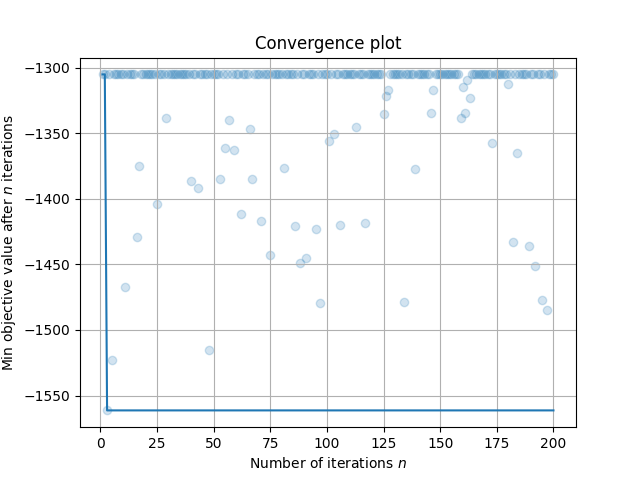 Convergence plot
Min objective value after n iterations
−1300
−1350
−1400
−1450
−1500
−1550
0 25 50 75 100 125 150 175 200
Number of iterations n